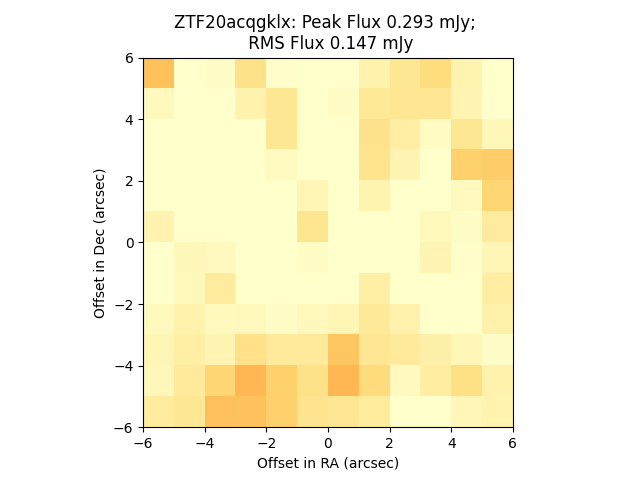 ZTF20acqgklx: Peak Flux 0.293 mJy;
RMS Flux 0.147 mJy
6
4
2
0
−2
−4
−6
Offset in Dec (arcsec)
−6 −4 −2 0 2 4 6
Offset in RA (arcsec)